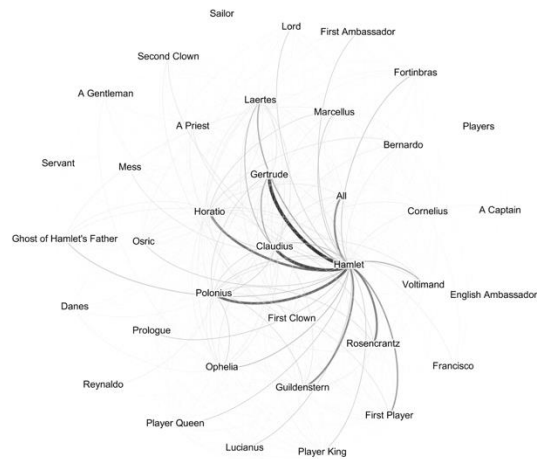 Sailor
Lord
First Ambassador
Second Clown
Fortinbras
A Gentleman
Laertes
Marcellus
A Priest
Players
Bernardo
Servant
Mess
Gertrude
All
Horatio
Cornelius
A Captain
Ghost of Hamlet's Father
Osric
Claudius
Hamlet
Voltimand
English Ambassador
Polonius
Danes
First Clown
Prologue
Rosencrantz
Ophelia
Francisco
Reynaldo
Guildenstern
First Player
Player Queen
Lucianus
Player King